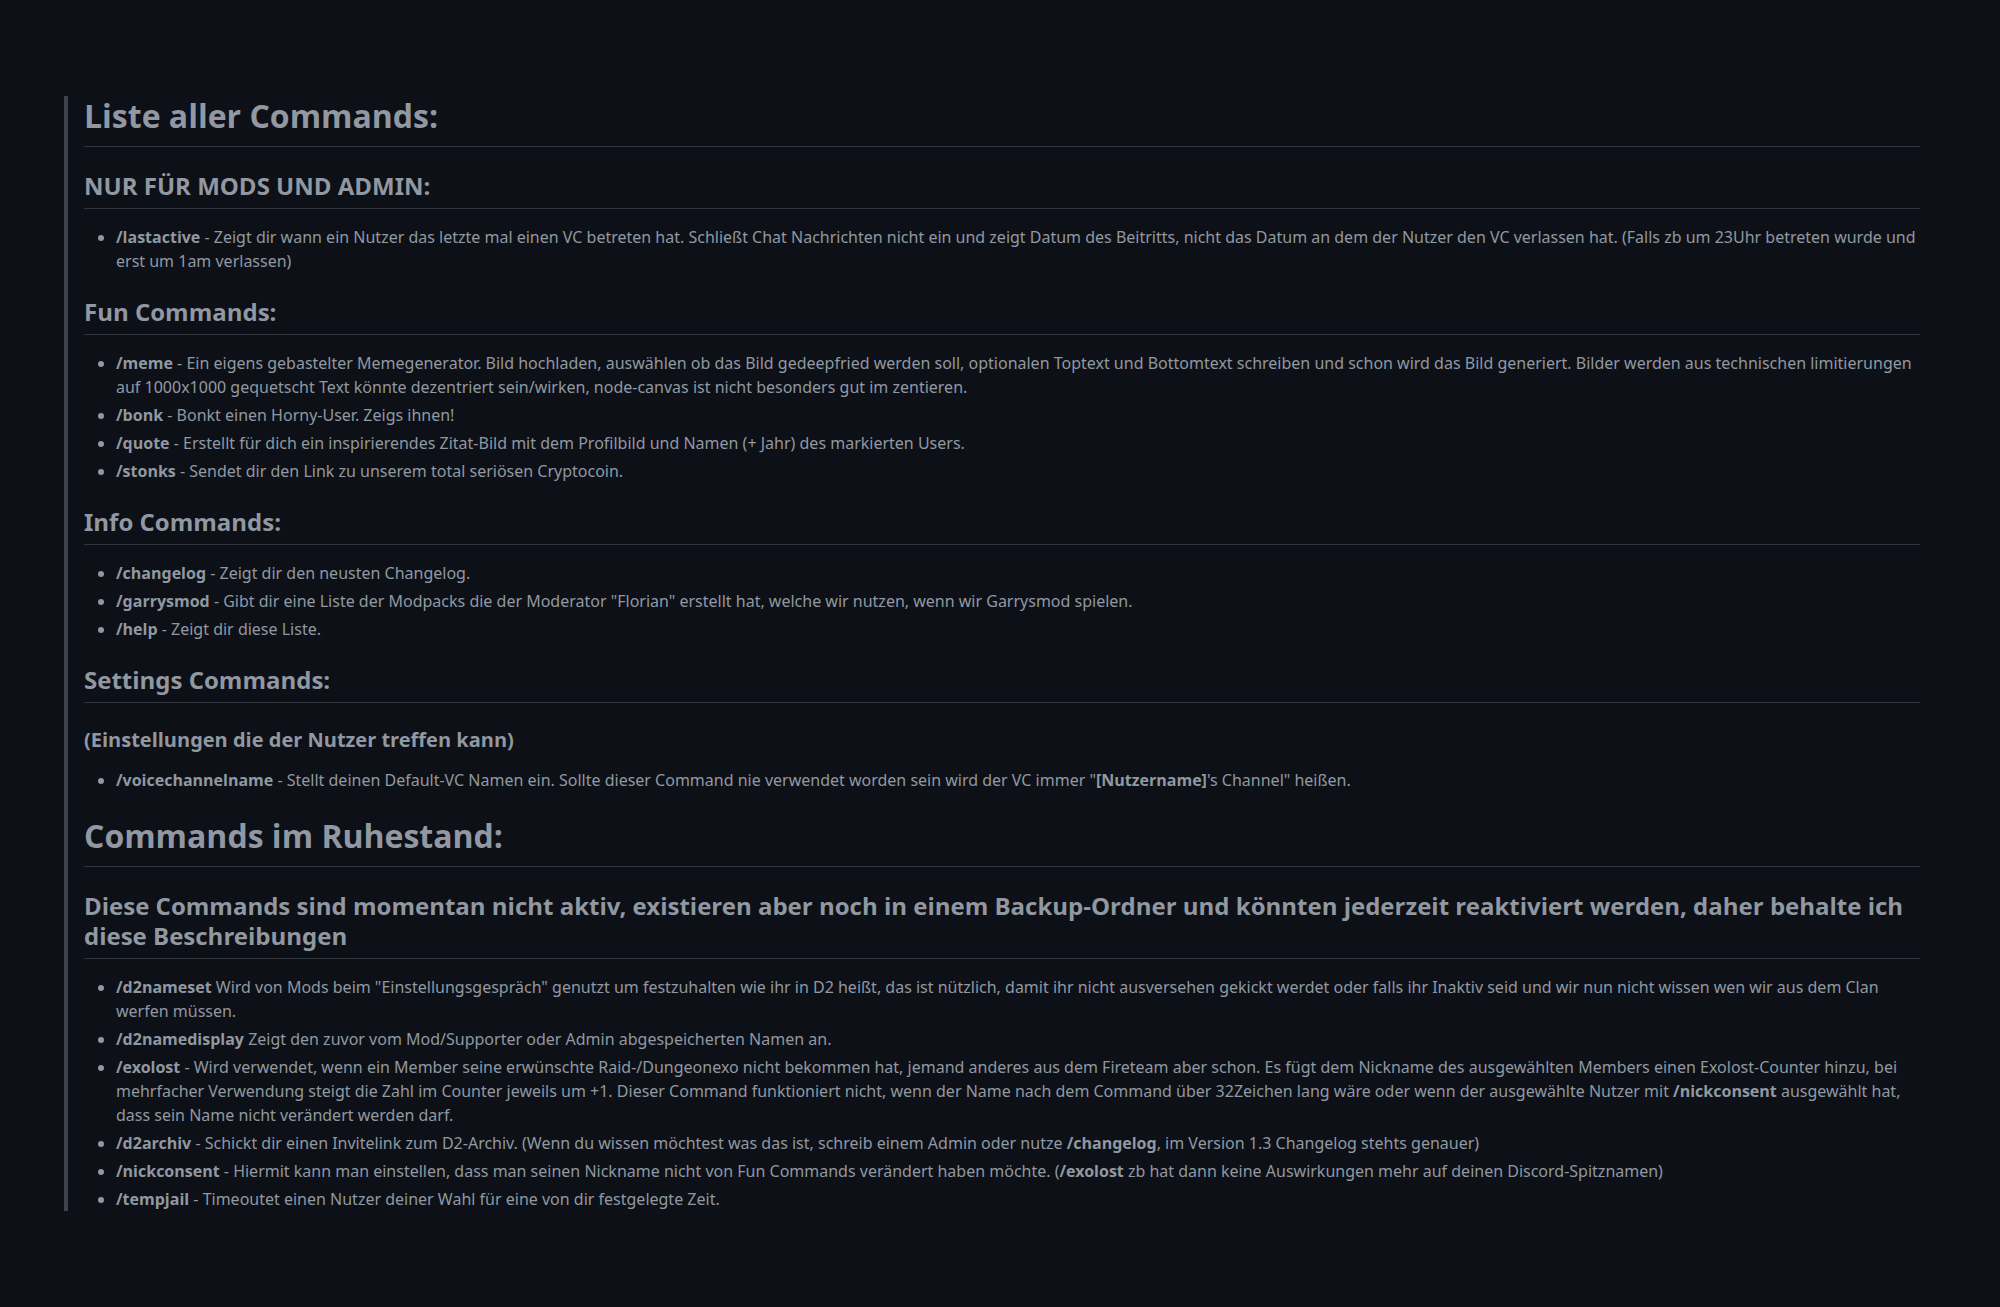 Liste aller Commands:
NUR FÜR MODS UND ADMIN:
/lastactive - Zeigt dir wann ein Nutzer das letzte mal einen VC betreten hat. Schließt Chat Nachrichten nicht ein und zeigt Datum des Beitritts, nicht das Datum an dem der Nutzer den VC verlassen hat. (Falls zb um 23Uhr betreten wurde und
erst um 1am verlassen)
Fun Commands:
/meme - Ein eigens gebastelter Memegenerator. Bild hochladen, auswählen ob das Bild gedeepfried werden soll, optionalen Toptext und Bottomtext schreiben und schon wird das Bild generiert. Bilder werden aus technischen limitierungen
auf 1000x1000 gequetscht Text könnte dezentriert sein/wirken, node-canvas ist nicht besonders gut im zentieren.
/bonk - Bonkt einen Horny-User. Zeigs ihnen!
/quote - Erstellt für dich ein inspirierendes Zitat-Bild mit dem Profilbild und Namen (+ Jahr) des markierten Users.
/stonks - Sendet dir den Link zu unserem total seriösen Cryptocoin.
Info Commands:
/changelog - Zeigt dir den neusten Changelog.
/garrysmod - Gibt dir eine Liste der Modpacks die der Moderator "Florian" erstellt hat, welche wir nutzen, wenn wir Garrysmod spielen.
/help - Zeigt dir diese Liste.
Settings Commands:
(Einstellungen die der Nutzer treffen kann)
/voicechannelname - Stellt deinen Default-VC Namen ein. Sollte dieser Command nie verwendet worden sein wird der VC immer "[Nutzername]'s Channel" heißen.
Commands im Ruhestand:
Diese Commands sind momentan nicht aktiv, existieren aber noch in einem Backup-Ordner und könnten jederzeit reaktiviert werden, daher behalte ich
diese Beschreibungen
/d2nameset Wird von Mods beim "Einstellungsgespräch" genutzt um festzuhalten wie ihr in D2 heißt, das ist nützlich, damit ihr nicht ausversehen gekickt werdet oder falls ihr Inaktiv seid und wir nun nicht wissen wen wir aus dem Clan
werfen müssen.
/d2namedisplay Zeigt den zuvor vom Mod/Supporter oder Admin abgespeicherten Namen an.
/exolost - Wird verwendet, wenn ein Member seine erwünschte Raid-/Dungeonexo nicht bekommen hat, jemand anderes aus dem Fireteam aber schon. Es fügt dem Nickname des ausgewählten Members einen Exolost-Counter hinzu, bei
mehrfacher Verwendung steigt die Zahl im Counter jeweils um +1. Dieser Command funktioniert nicht, wenn der Name nach dem Command über 32Zeichen lang wäre oder wenn der ausgewählte Nutzer mit /nickconsent ausgewählt hat,
dass sein Name nicht verändert werden darf.
/d2archiv - Schickt dir einen Invitelink zum D2-Archiv. (Wenn du wissen möchtest was das ist, schreib einem Admin oder nutze /changelog, im Version 1.3 Changelog stehts genauer)
/nickconsent - Hiermit kann man einstellen, dass man seinen Nickname nicht von Fun Commands verändert haben möchte. (/exolost zb hat dann keine Auswirkungen mehr auf deinen Discord-Spitznamen)
/tempjail - Timeoutet einen Nutzer deiner Wahl für eine von dir festgelegte Zeit.